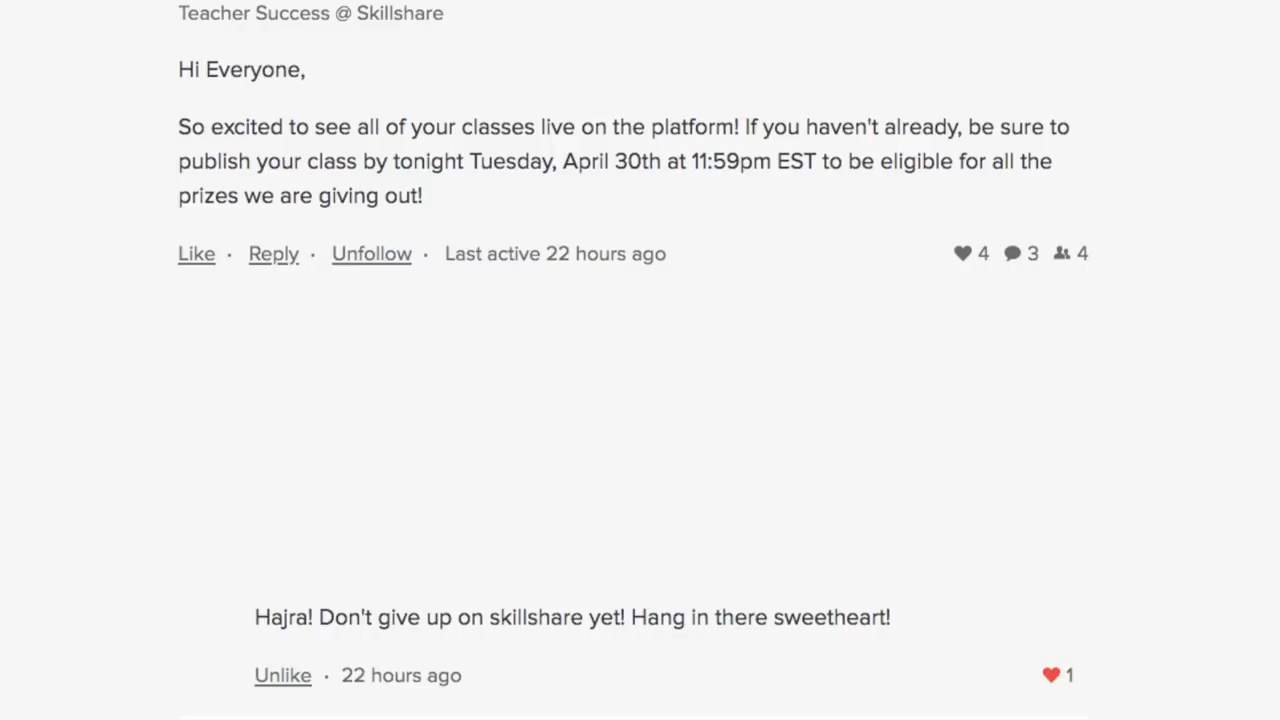 Teacher Success @ Skillshare
Hi Everyone,
So excited to see all of your classes live on the platform! If you haven't already, be sure to
publish your class by tonight Tuesday, April 30th at 11:59pm EST to be eligible for all the
prizes we are giving out!
Like · Reply · Unfollow · Last active 22 hours ago 4 3 4
Hajra! Don't give up on skillshare yet! Hang in there sweetheart!
Unlike · 22 hours ago 1